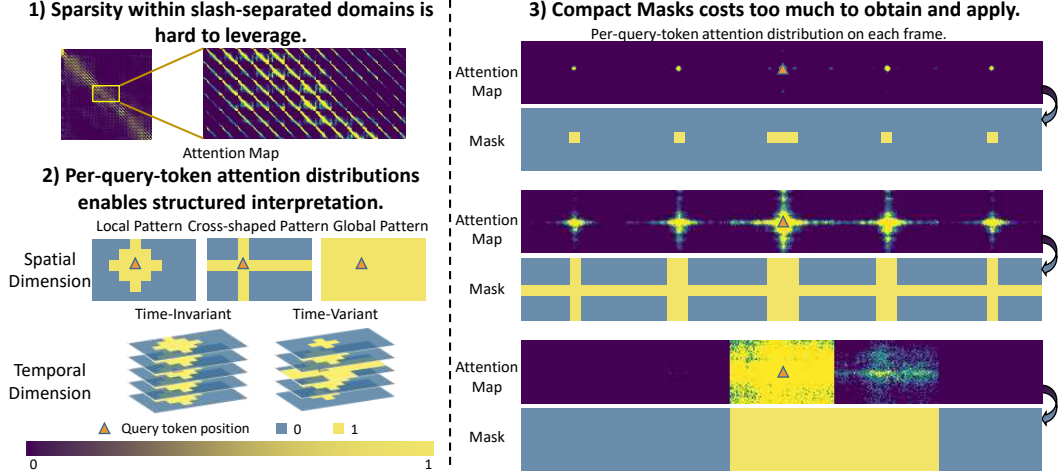 1) Sparsity within slash-separated domains is
hard to leverage.
Attention Map
2) Per-query-token attention distributions
enables structured interpretation.
Local Pattern Cross-shaped Pattern Global Pattern
Spatial
Dimension
Time-Invariant Time-Variant
Temporal
Dimension
Query token position 0 1
0 1
3) Compact Masks costs too much to obtain and apply.
Per-query-token attention distribution on each frame.
Attention
Map
Mask
Attention
Map
Mask
Attention
Map
Mask